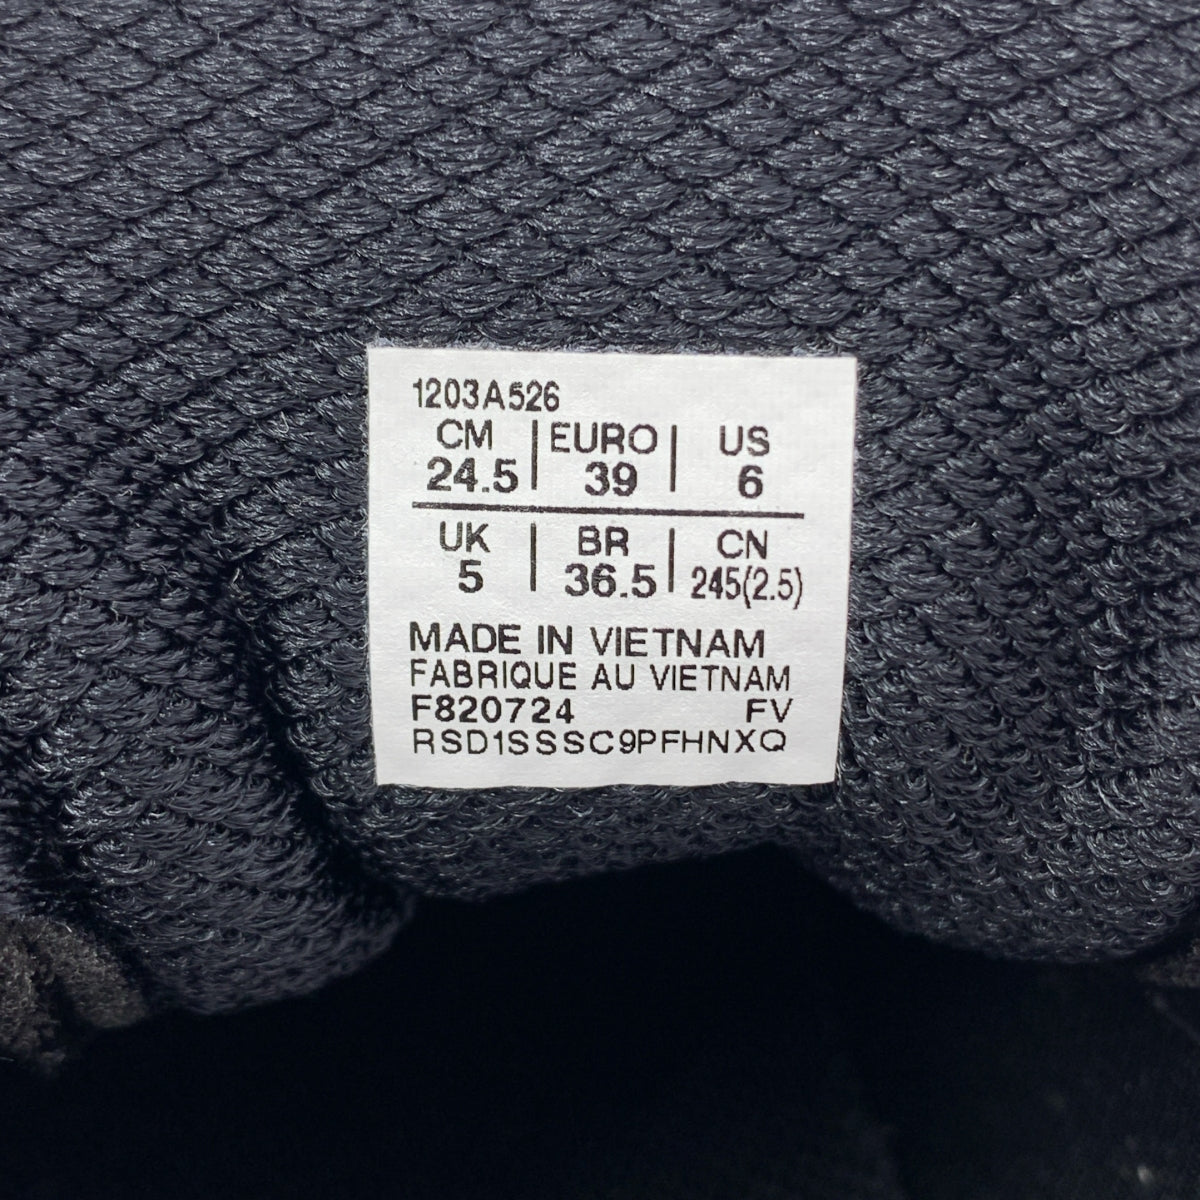 1203A526
CM | EURO | US
24.5 | 39 | 6
UK | BR | CN
5 | 36.5 | 245(2.5)
MADE IN VIETNAM
FABRIQUE AU VIETNAM
F820724 FV
RSD1SSSC9PFHNXQ